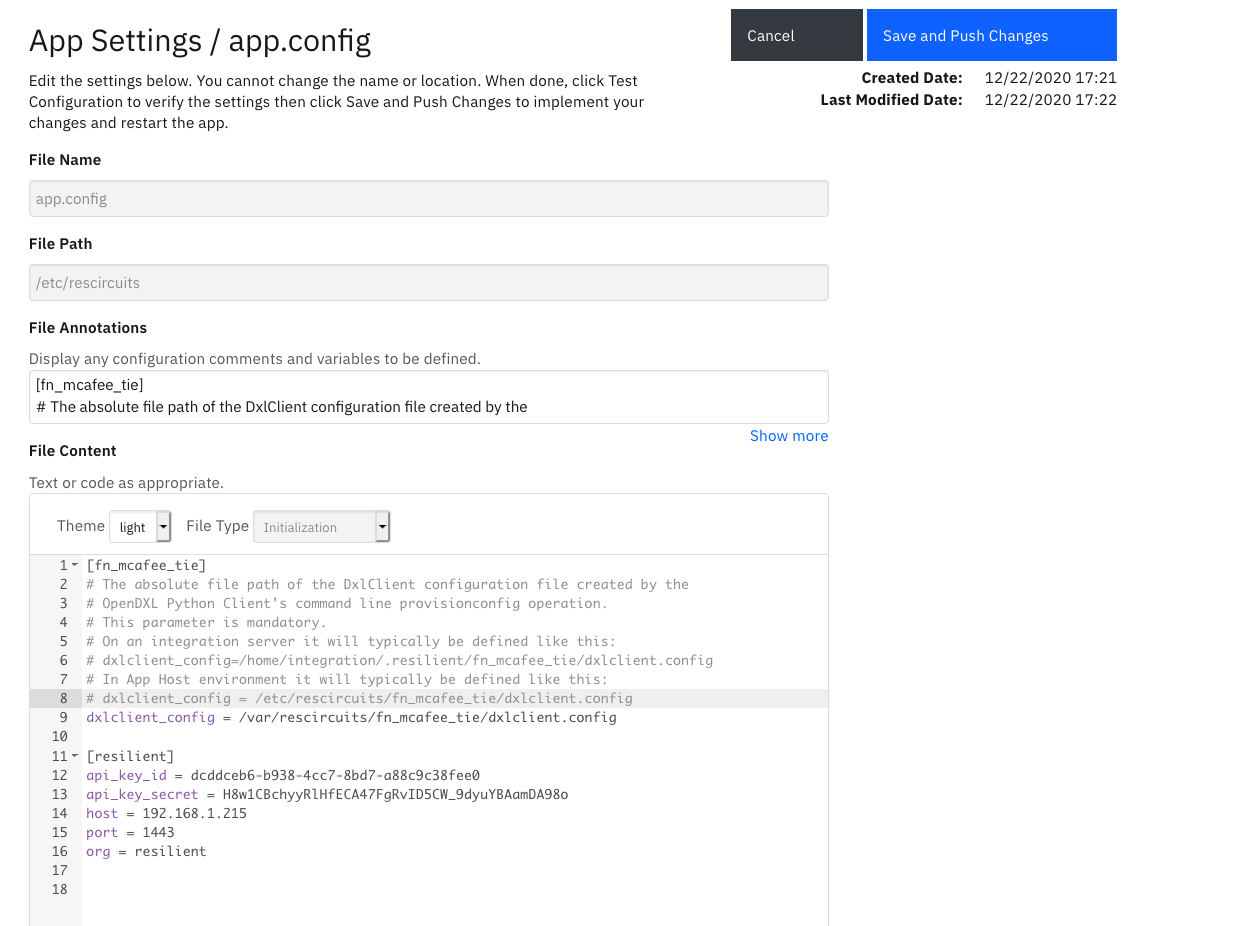 App Settings / app.config
Cancel
Save and Push Changes
Edit the settings below. You cannot change the name or location. When done, click Test
Configuration to verify the settings then click Save and Push Changes to implement your
changes and restart the app.
Created Date: 12/22/2020 17:21
Last Modified Date: 12/22/2020 17:22
File Name
app.config
File Path
/etc/rescircuits
File Annotations
Display any configuration comments and variables to be defined.
[fn_mcafee_tie]
# The absolute file path of the DxlClient configuration file created by the
Show more
File Content
Text or code as appropriate.
Theme light File Type Initialization
1 [fn_mcafee_tie]
2 # The absolute file path of the DxlClient configuration file created by the
3 # OpenDXL Python Client's command line provisionconfig operation.
4 # This parameter is mandatory.
5 # On an integration server it will typically be defined like this:
6 # dxlclient_config=/home/integration/.resilient/fn_mcafee_tie/dxlclient.config
7 # In App Host environment it will typically be defined like this:
8 # dxlclient_config = /etc/rescircuits/fn_mcafee_tie/dxlclient.config
9 dxlclient_config = /var/rescircuits/fn_mcafee_tie/dxlclient.config
10
11 [resilient]
12 api_key_id = dcddceb6-b938-4cc7-8bd7-a88c9c38fee0
13 api_key_secret = H8w1CBchyyRlHfECA47FgRvID5CW_9dyuYBAamDA98o
14 host = 192.168.1.215
15 port = 1443
16 org = resilient
17
18